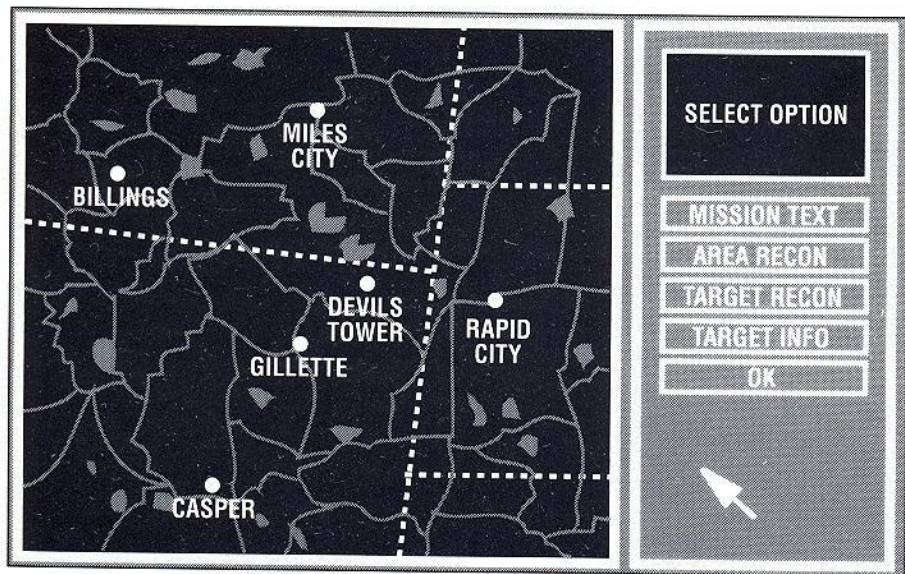 MILES
CITY
BILLINGS
DEVILS
TOWER
RAPID
CITY
GILLETTE
CASPER
SELECT OPTION
MISSION TEXT
AREA RECON
TARGET RECON
TARGET INFO
OK